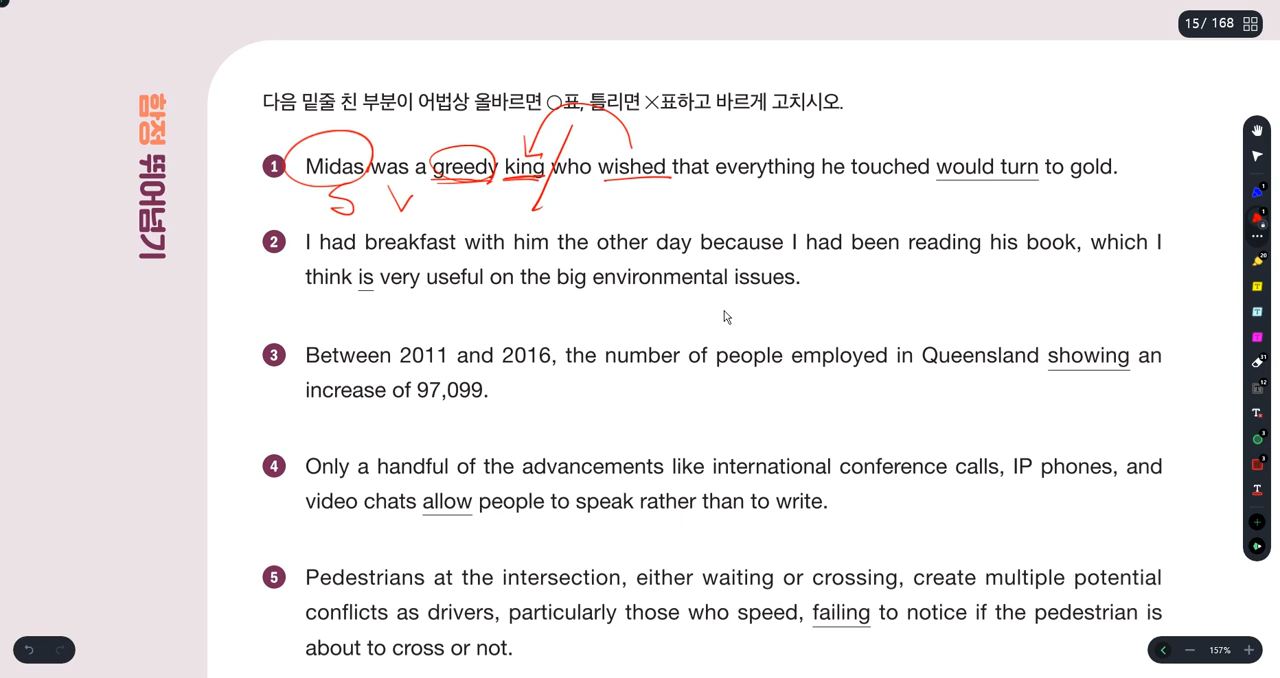 15/ 168
함정 뛰어넘기
다음 밑줄 친 부분이 어법상 올바르면 ○표, 틀리면 ×표하고 바르게 고치시오.
1 Midas was a greedy king who wished that everything he touched would turn to gold.
S V
2 I had breakfast with him the other day because I had been reading his book, which I
think is very useful on the big environmental issues.
3 Between 2011 and 2016, the number of people employed in Queensland showing an
increase of 97,099.
4 Only a handful of the advancements like international conference calls, IP phones, and
video chats allow people to speak rather than to write.
5 Pedestrians at the intersection, either waiting or crossing, create multiple potential
conflicts as drivers, particularly those who speed, failing to notice if the pedestrian is
about to cross or not.
157%